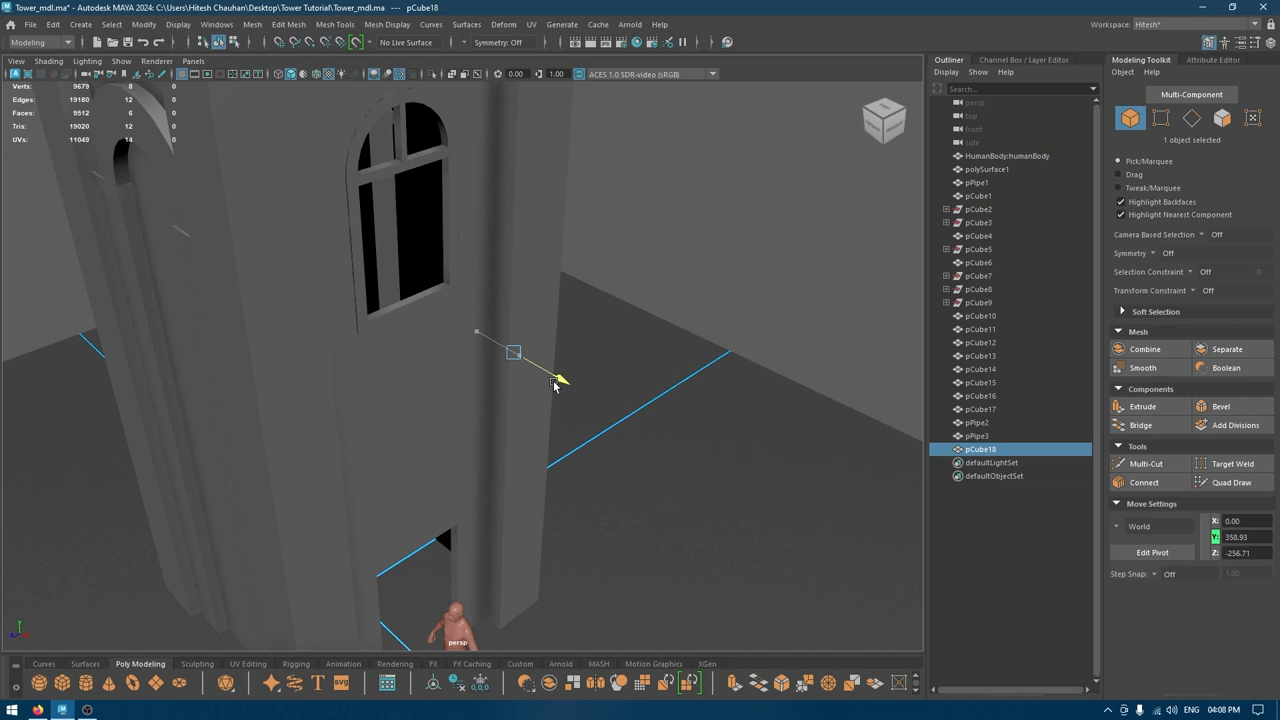 Tower_mdl.ma* - Autodesk MAYA 2024: C:\Users\Hitesh Chauhan\Desktop\Tower Tutorial\Tower_mdl.ma* --- pCube18
File Edit Create Select Modify Display Windows Mesh Edit Mesh Mesh Tools Mesh Display Curves Surfaces Deform UV Generate Cache Arnold Help
Workspace: Hitesh*
Modeling
No Live Surface
Symmetry: Off
View Shading Lighting Show Renderer Panels
0.00
1.00
ACES 1.0 SDR-video (sRGB)
Verts: 9679 8 0
Edges: 19180 12 0
Faces: 9512 6 0
Tris: 19020 12 0
UVs: 11049 14 0
persp
Outliner
Channel Box / Layer Editor
Display Show Help
Search...
persp
top
front
side
HumanBody:humanBody
polySurface1
pPipe1
pCube1
pCube2
pCube3
pCube4
pCube5
pCube6
pCube7
pCube8
pCube9
pCube10
pCube11
pCube12
pCube13
pCube14
pCube15
pCube16
pCube17
pPipe2
pPipe3
pCube18
defaultLightSet
defaultObjectSet
Modeling Toolkit
Attribute Editor
Object Help
Multi-Component
1 object selected
Pick/Marquee
Drag
Tweak/Marquee
Highlight Backfaces
Highlight Nearest Component
Camera Based Selection Off
Symmetry Off
Selection Constraint Off 0
Transform Constraint Off
Soft Selection
Mesh
Combine Separate
Smooth Boolean
Components
Extrude Bevel
Bridge Add Divisions
Tools
Multi-Cut Target Weld
Connect Quad Draw
Move Settings
World
X: 0.00
Y: 358.93
Edit Pivot
Z: -256.71
Step Snap: Off 1.00
Curves Surfaces Poly Modeling Sculpting UV Editing Rigging Animation Rendering FX FX Caching Custom Arnold MASH Motion Graphics XGen
04:08 PM